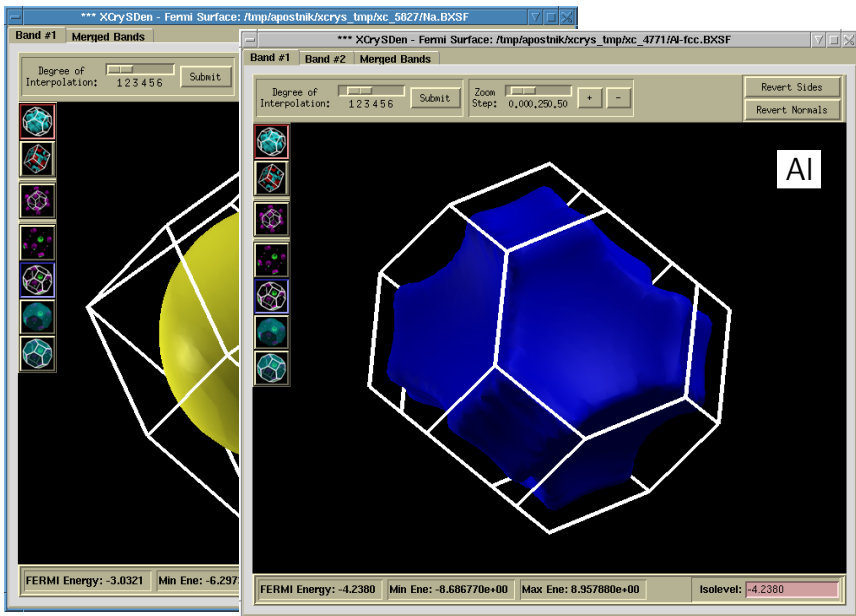 *** XCrySDen - Fermi Surface: /tmp/apostnik/xcrys_tmp/xc_5827/Na.BXSF
Band #1 Merged Bands
Degree of
Interpolation:
1 2 3 4 5 6
Submit
FERMI Energy: -3.0321 Min Ene: -6.297
*** XCrySDen - Fermi Surface: /tmp/apostnik/xcrys_tmp/xc_4771/Al-fcc.BXSF
Band #1 Band #2 Merged Bands
Degree of
Interpolation:
1 2 3 4 5 6
Submit
Zoom
Step:
0.000.250.50
+ -
Revert Sides
Revert Normals
Al
FERMI Energy: -4.2380 Min Ene: -8.686770e+00 Max Ene: 8.957880e+00 Isolevel: -4.2380